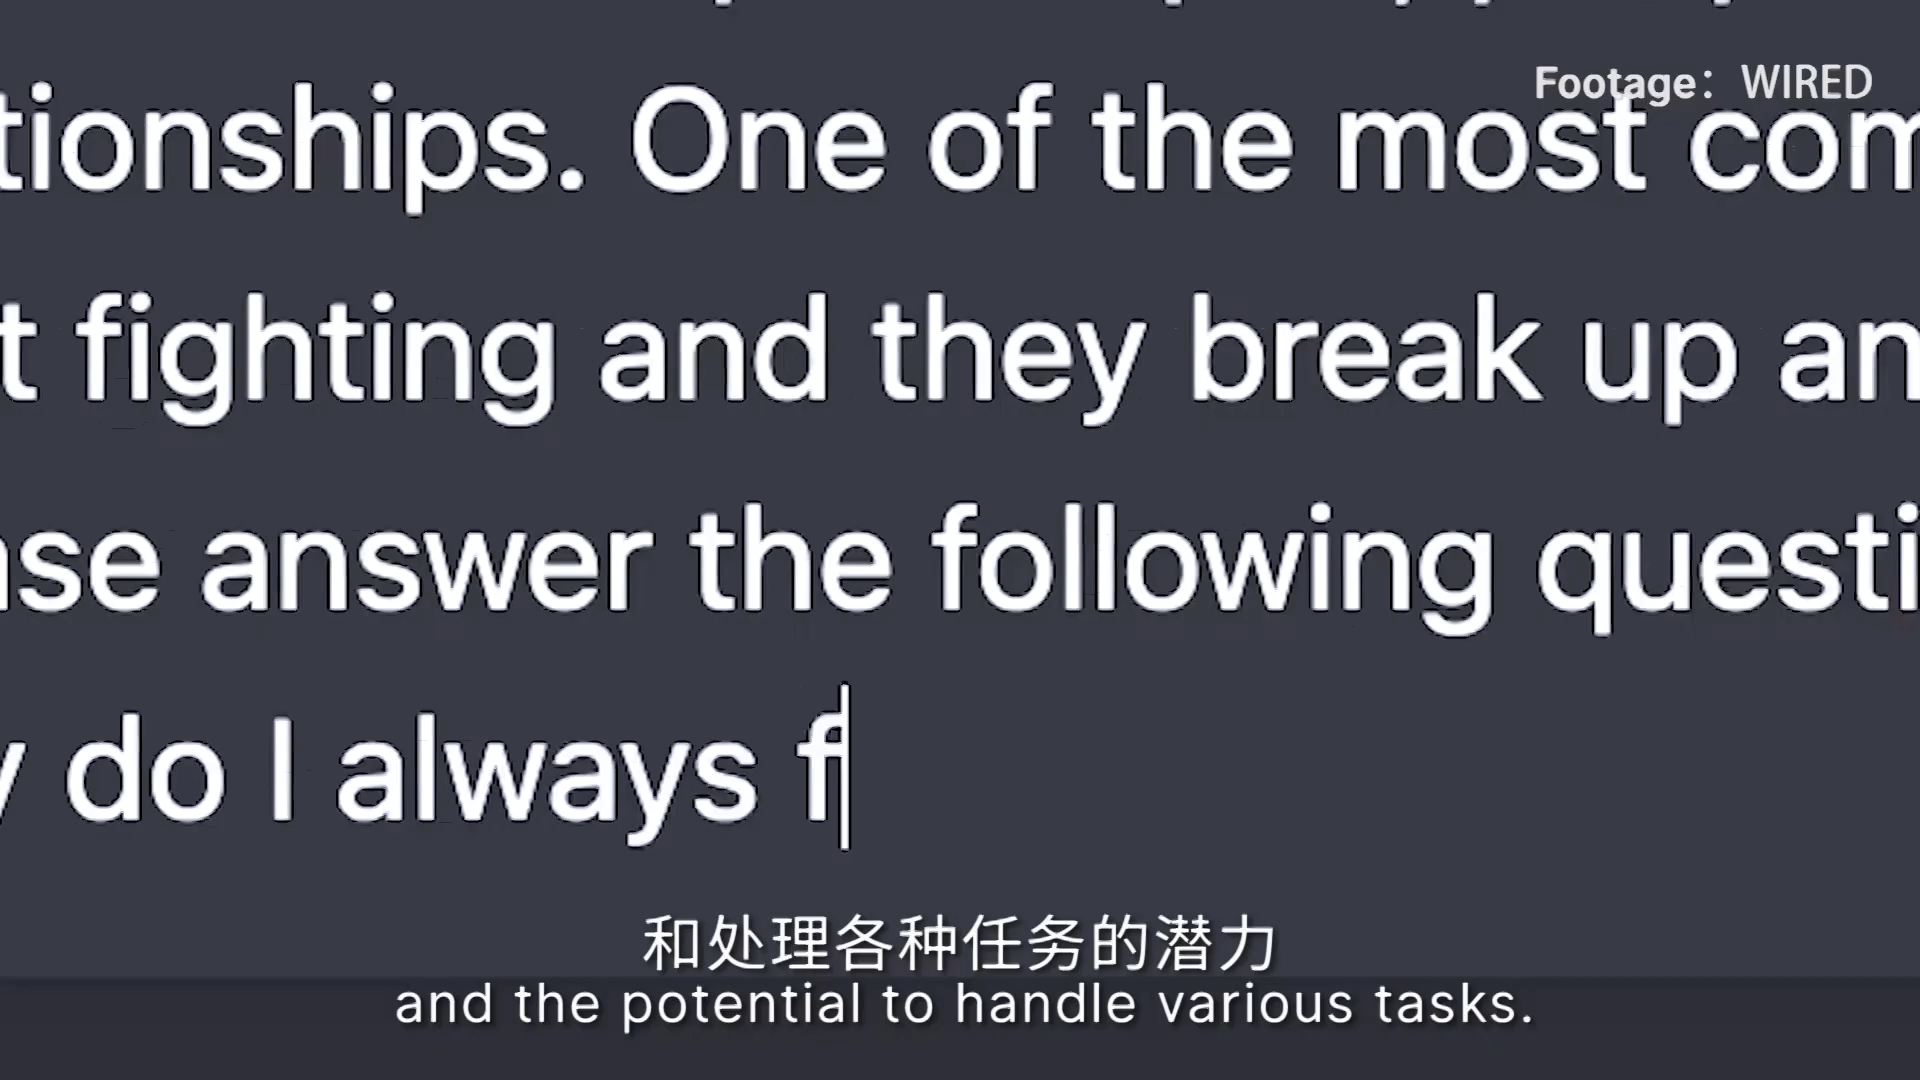 Footage：WIRED
tionships. One of the most com
t fighting and they break up an
ase answer the following questi
y do I always f
和处理各种任务的潜力
and the potential to handle various tasks.